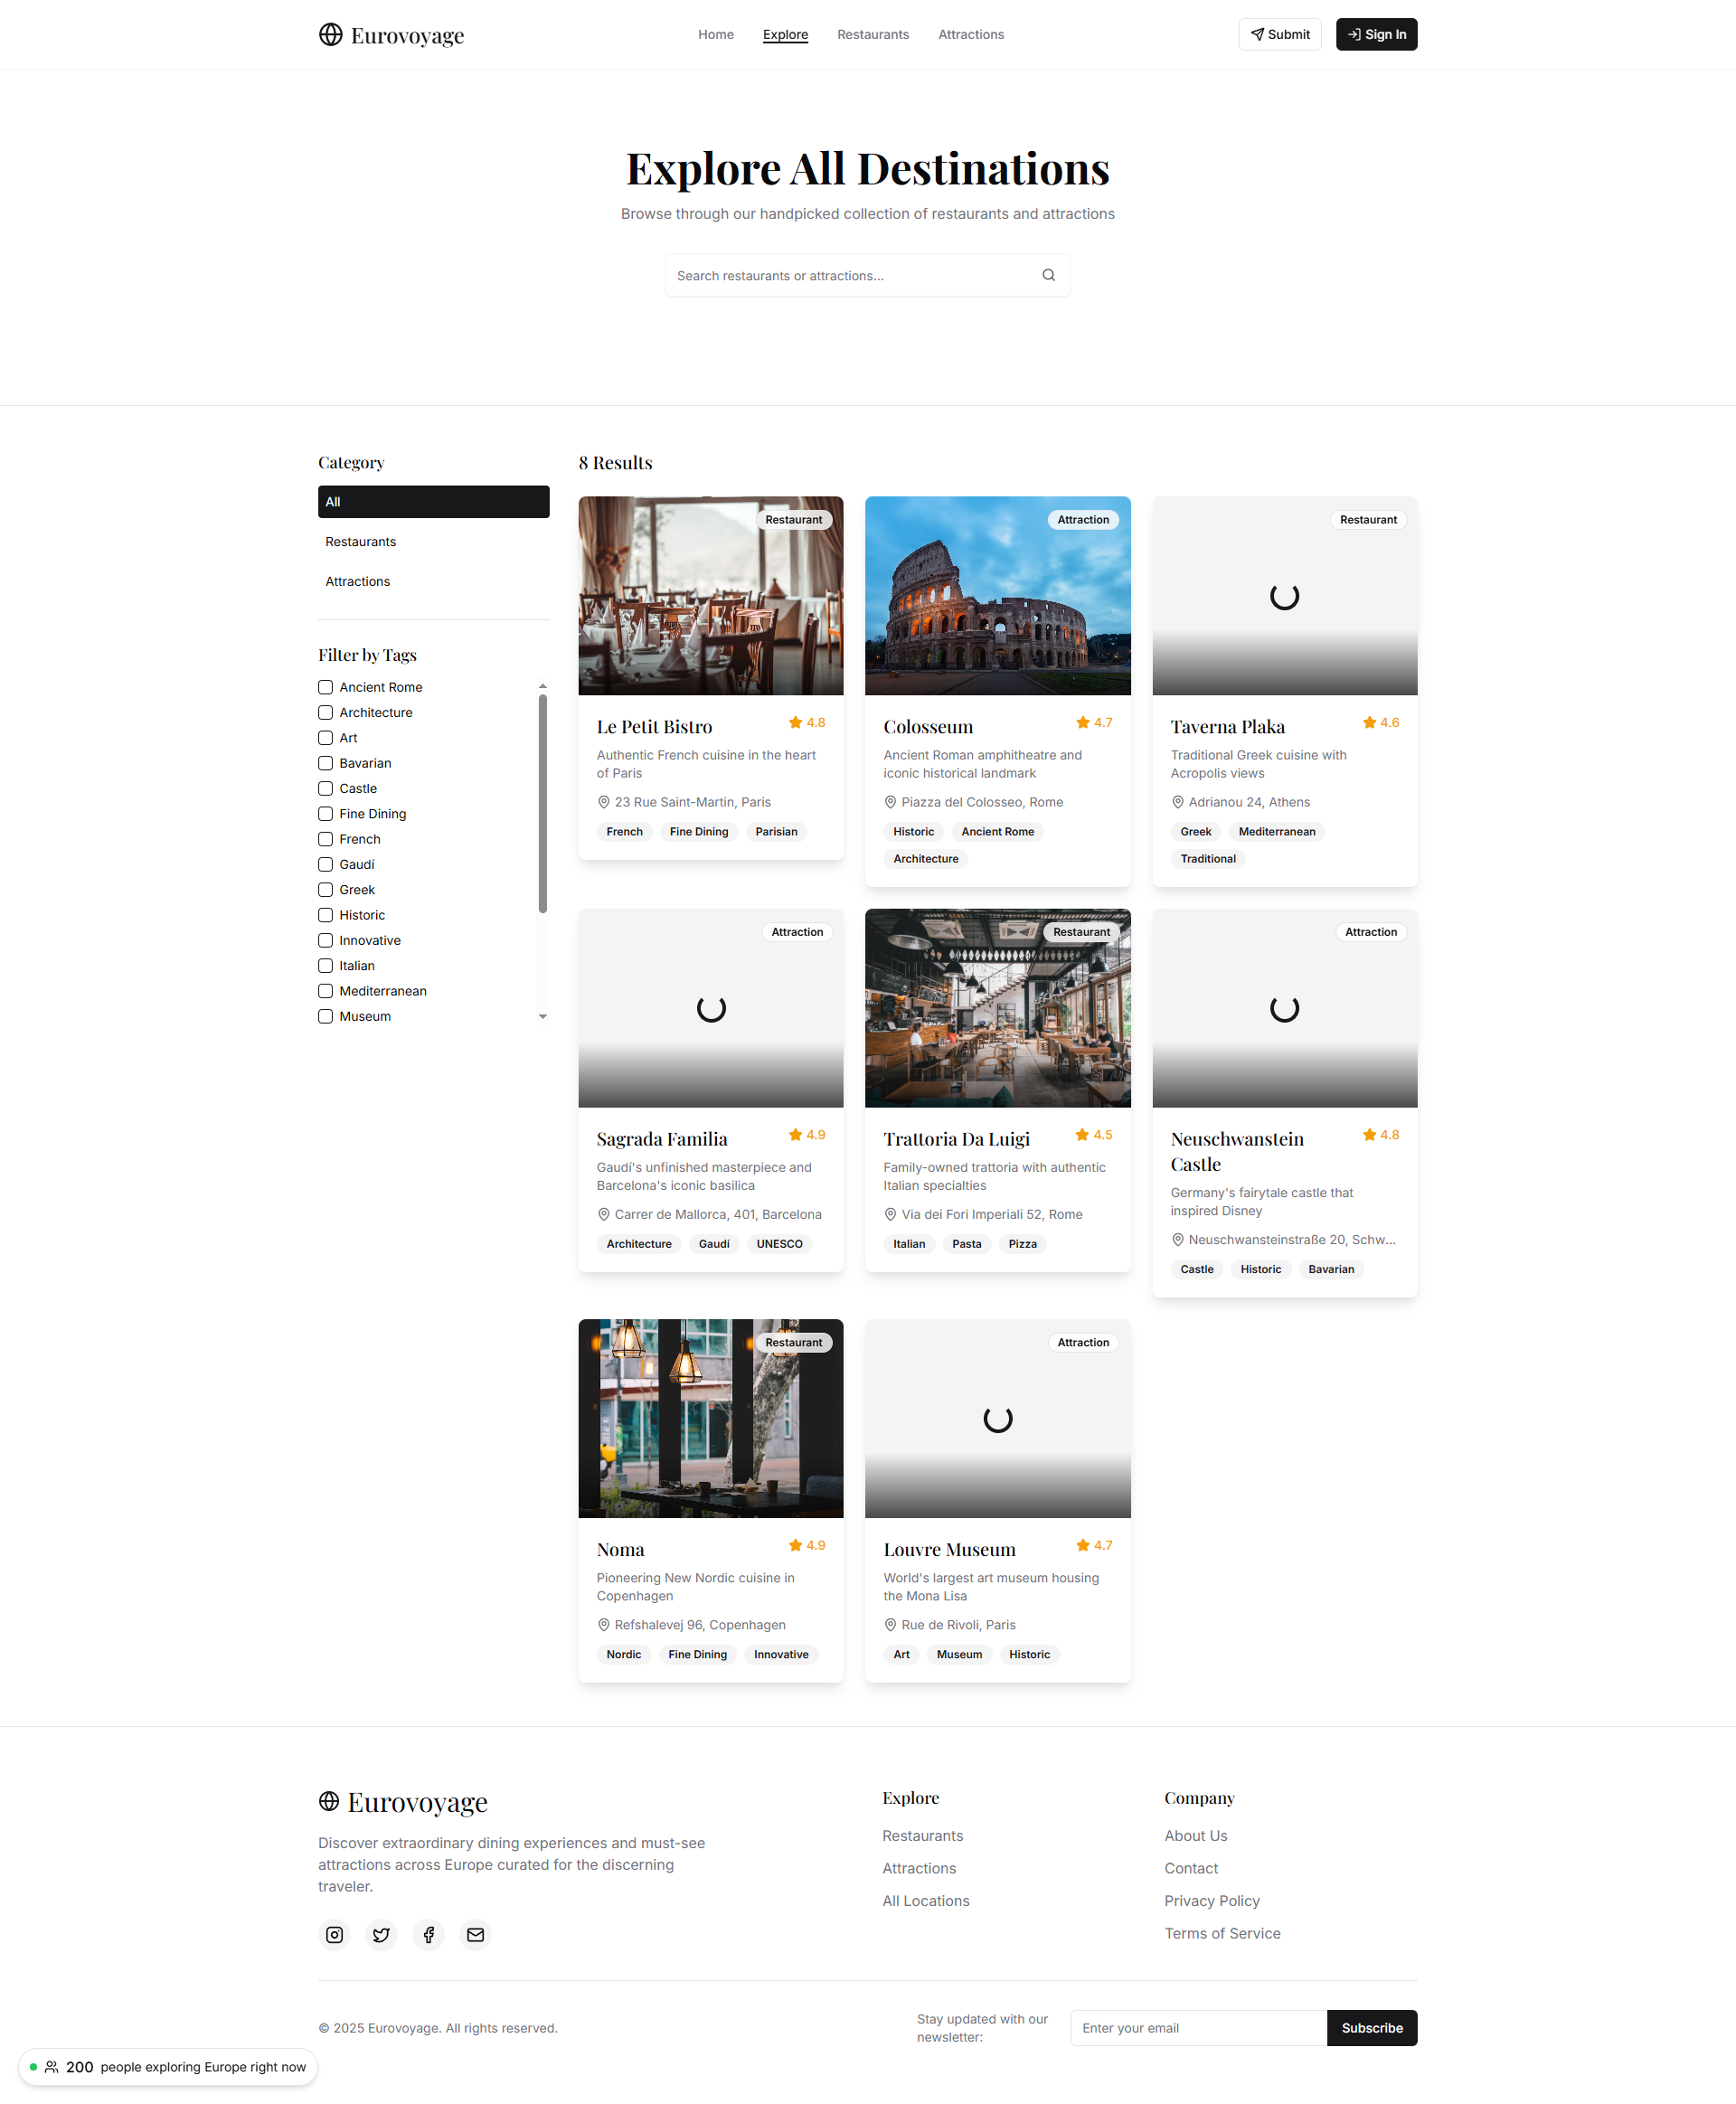 Eurovoyage
Home
Explore
Restaurants
Attractions
Submit
Sign In
Explore All Destinations
Browse through our handpicked collection of restaurants and attractions
Search restaurants or attractions...
Category
All
Restaurants
Attractions
Filter by Tags
Ancient Rome
Architecture
Art
Bavarian
Castle
Fine Dining
French
Gaudí
Greek
Historic
Innovative
Italian
Mediterranean
Museum
8 Results
Restaurant
Le Petit Bistro
4.8
Authentic French cuisine in the heart
of Paris
23 Rue Saint-Martin, Paris
French
Fine Dining
Parisian
Attraction
Colosseum
4.7
Ancient Roman amphitheatre and
iconic historical landmark
Piazza del Colosseo, Rome
Historic
Ancient Rome
Architecture
Restaurant
Taverna Plaka
4.6
Traditional Greek cuisine with
Acropolis views
Adrianou 24, Athens
Greek
Mediterranean
Traditional
Attraction
Sagrada Familia
4.9
Gaudí's unfinished masterpiece and
Barcelona's iconic basilica
Carrer de Mallorca, 401, Barcelona
Architecture
Gaudí
UNESCO
Restaurant
Trattoria Da Luigi
4.5
Family-owned trattoria with authentic
Italian specialties
Via dei Fori Imperiali 52, Rome
Italian
Pasta
Pizza
Attraction
Neuschwanstein
Castle
4.8
Germany's fairytale castle that
inspired Disney
Neuschwansteinstraße 20, Schw...
Castle
Historic
Bavarian
Restaurant
Noma
4.9
Pioneering New Nordic cuisine in
Copenhagen
Refshalevej 96, Copenhagen
Nordic
Fine Dining
Innovative
Attraction
Louvre Museum
4.7
World's largest art museum housing
the Mona Lisa
Rue de Rivoli, Paris
Art
Museum
Historic
Eurovoyage
Discover extraordinary dining experiences and must-see
attractions across Europe curated for the discerning
traveler.
Explore
Restaurants
Attractions
All Locations
Company
About Us
Contact
Privacy Policy
Terms of Service
© 2025 Eurovoyage. All rights reserved.
Stay updated with our
newsletter:
Enter your email
Subscribe
200 people exploring Europe right now